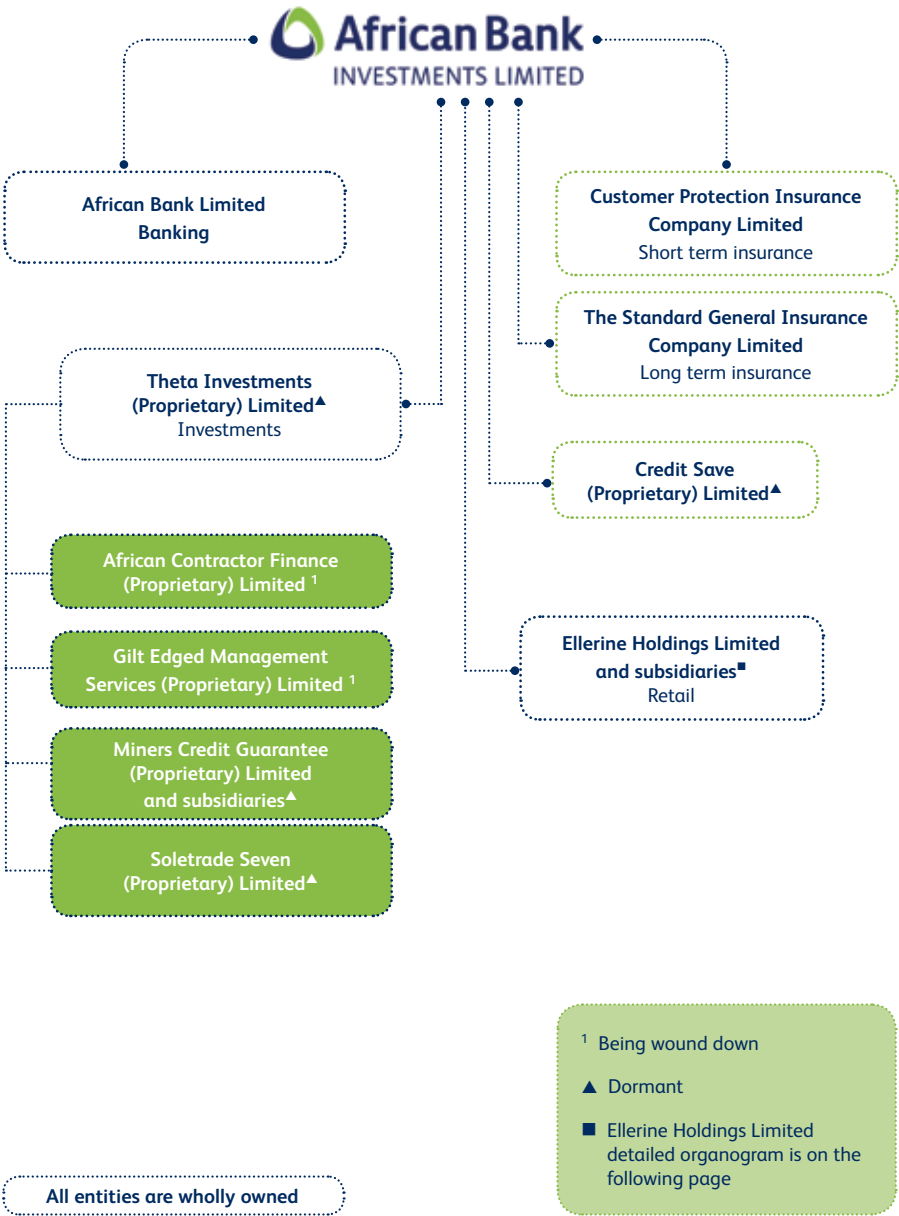 African Bank
INVESTMENTS LIMITED
African Bank Limited
Banking
Customer Protection Insurance
Company Limited
Short term insurance
The Standard General Insurance
Company Limited
Long term insurance
Theta Investments
(Proprietary) Limited▲
Investments
Credit Save
(Proprietary) Limited▲
African Contractor Finance
(Proprietary) Limited ¹
Gilt Edged Management
Services (Proprietary) Limited ¹
Miners Credit Guarantee
(Proprietary) Limited
and subsidiaries▲
Soletrade Seven
(Proprietary) Limited▲
Ellerine Holdings Limited
and subsidiaries■
Retail
¹ Being wound down
▲ Dormant
■ Ellerine Holdings Limited
detailed organogram is on the
following page
All entities are wholly owned